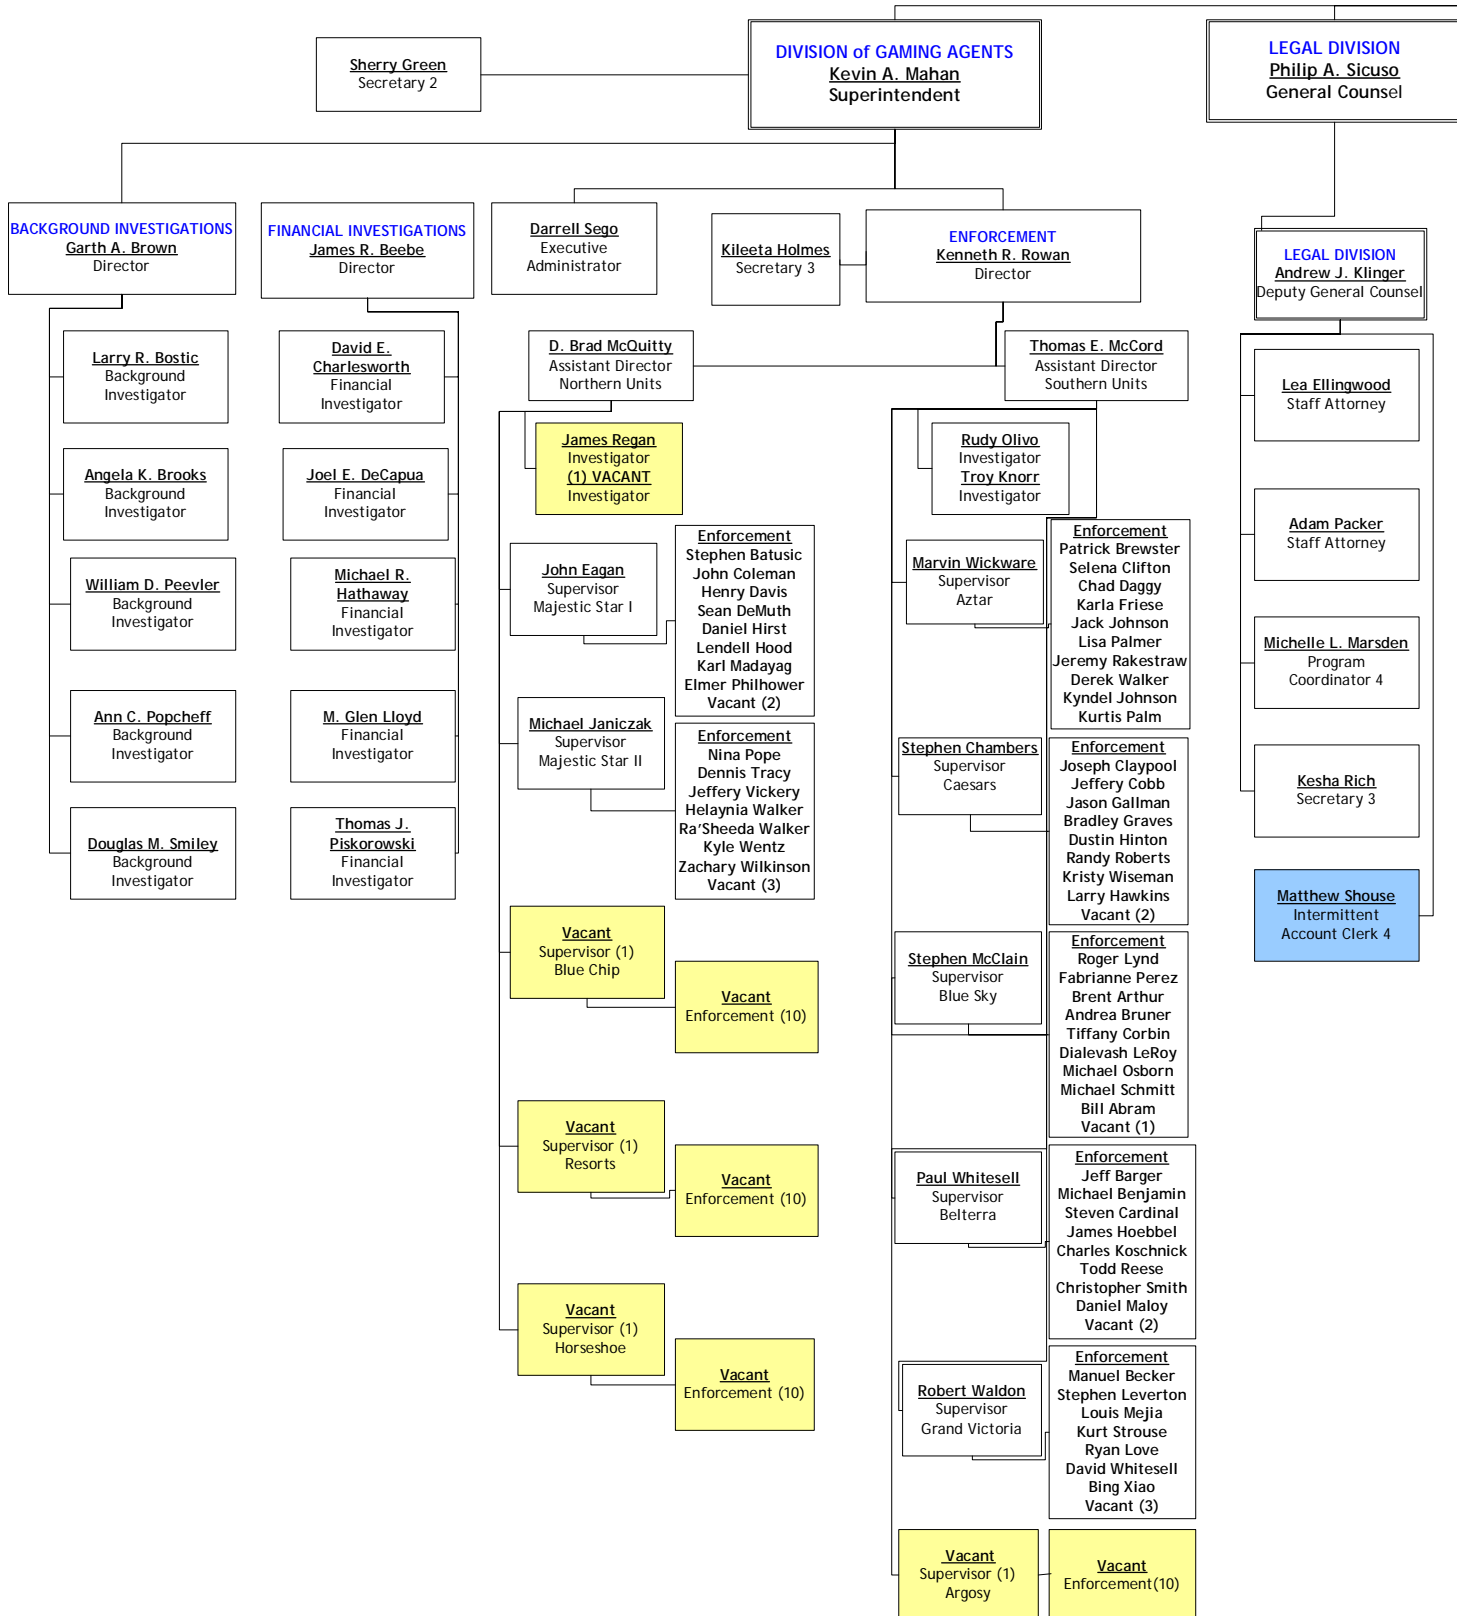 DIVISION of GAMING AGENTS
Kevin A. Mahan
Superintendent
LEGAL DIVISION
Philip A. Sicuso
General Counsel
Sherry Green
Secretary 2
BACKGROUND INVESTIGATIONS
Garth A. Brown
Director
FINANCIAL INVESTIGATIONS
James R. Beebe
Director
Darrell Sego
Executive
Administrator
Kileeta Holmes
Secretary 3
ENFORCEMENT
Kenneth R. Rowan
Director
LEGAL DIVISION
Andrew J. Klinger
Deputy General Counsel
Larry R. Bostic
Background
Investigator
Angela K. Brooks
Background
Investigator
William D. Peevler
Background
Investigator
Ann C. Popcheff
Background
Investigator
Douglas M. Smiley
Background
Investigator
David E.
Charlesworth
Financial
Investigator
Joel E. DeCapua
Financial
Investigator
Michael R.
Hathaway
Financial
Investigator
M. Glen Lloyd
Financial
Investigator
Thomas J.
Piskorowski
Financial
Investigator
D. Brad McQuitty
Assistant Director
Northern Units
James Regan
Investigator
(1) VACANT
Investigator
John Eagan
Supervisor
Majestic Star I
Enforcement
Stephen Batusic
John Coleman
Henry Davis
Sean DeMuth
Daniel Hirst
Lendell Hood
Karl Madayag
Elmer Philhower
Vacant (2)
Michael Janiczak
Supervisor
Majestic Star II
Enforcement
Nina Pope
Dennis Tracy
Jeffery Vickery
Helaynia Walker
Ra’Sheeda Walker
Kyle Wentz
Zachary Wilkinson
Vacant (3)
Vacant
Supervisor (1)
Blue Chip
Vacant
Enforcement (10)
Vacant
Supervisor (1)
Resorts
Vacant
Enforcement (10)
Vacant
Supervisor (1)
Horseshoe
Vacant
Enforcement (10)
Thomas E. McCord
Assistant Director
Southern Units
Rudy Olivo
Investigator
Troy Knorr
Investigator
Marvin Wickware
Supervisor
Aztar
Enforcement
Patrick Brewster
Selena Clifton
Chad Daggy
Karla Friese
Jack Johnson
Lisa Palmer
Jeremy Rakestraw
Derek Walker
Kyndel Johnson
Kurtis Palm
Stephen Chambers
Supervisor
Caesars
Enforcement
Joseph Claypool
Jeffery Cobb
Jason Gallman
Bradley Graves
Dustin Hinton
Randy Roberts
Kristy Wiseman
Larry Hawkins
Vacant (2)
Stephen McClain
Supervisor
Blue Sky
Enforcement
Roger Lynd
Fabrianne Perez
Brent Arthur
Andrea Bruner
Tiffany Corbin
Dialevash LeRoy
Michael Osborn
Michael Schmitt
Bill Abram
Vacant (1)
Paul Whitesell
Supervisor
Belterra
Enforcement
Jeff Barger
Michael Benjamin
Steven Cardinal
James Hoebbel
Charles Koschnick
Todd Reese
Christopher Smith
Daniel Maloy
Vacant (2)
Robert Waldon
Supervisor
Grand Victoria
Enforcement
Manuel Becker
Stephen Leverton
Louis Mejia
Kurt Strouse
Ryan Love
David Whitesell
Bing Xiao
Vacant (3)
Vacant
Supervisor (1)
Argosy
Vacant
Enforcement(10)
Lea Ellingwood
Staff Attorney
Adam Packer
Staff Attorney
Michelle L. Marsden
Program
Coordinator 4
Kesha Rich
Secretary 3
Matthew Shouse
Intermittent
Account Clerk 4